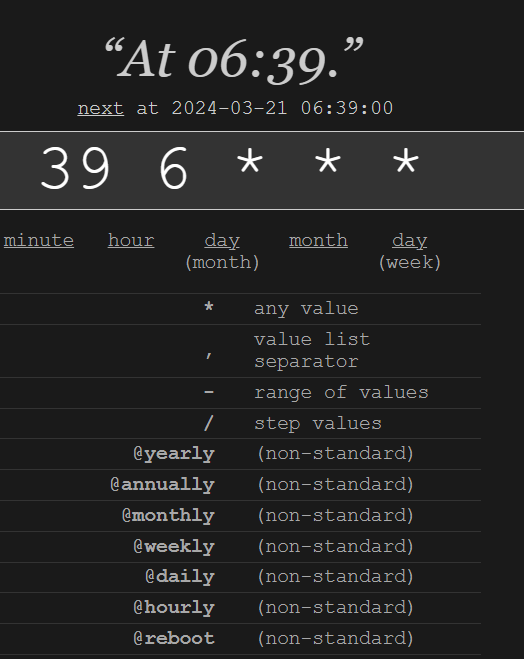 “At 06:39.”
next at 2024-03-21 06:39:00
39 6 * * *
minute hour day month day
(month) (week)
* any value
, value list
separator
- range of values
/ step values
@yearly (non-standard)
@annually (non-standard)
@monthly (non-standard)
@weekly (non-standard)
@daily (non-standard)
@hourly (non-standard)
@reboot (non-standard)